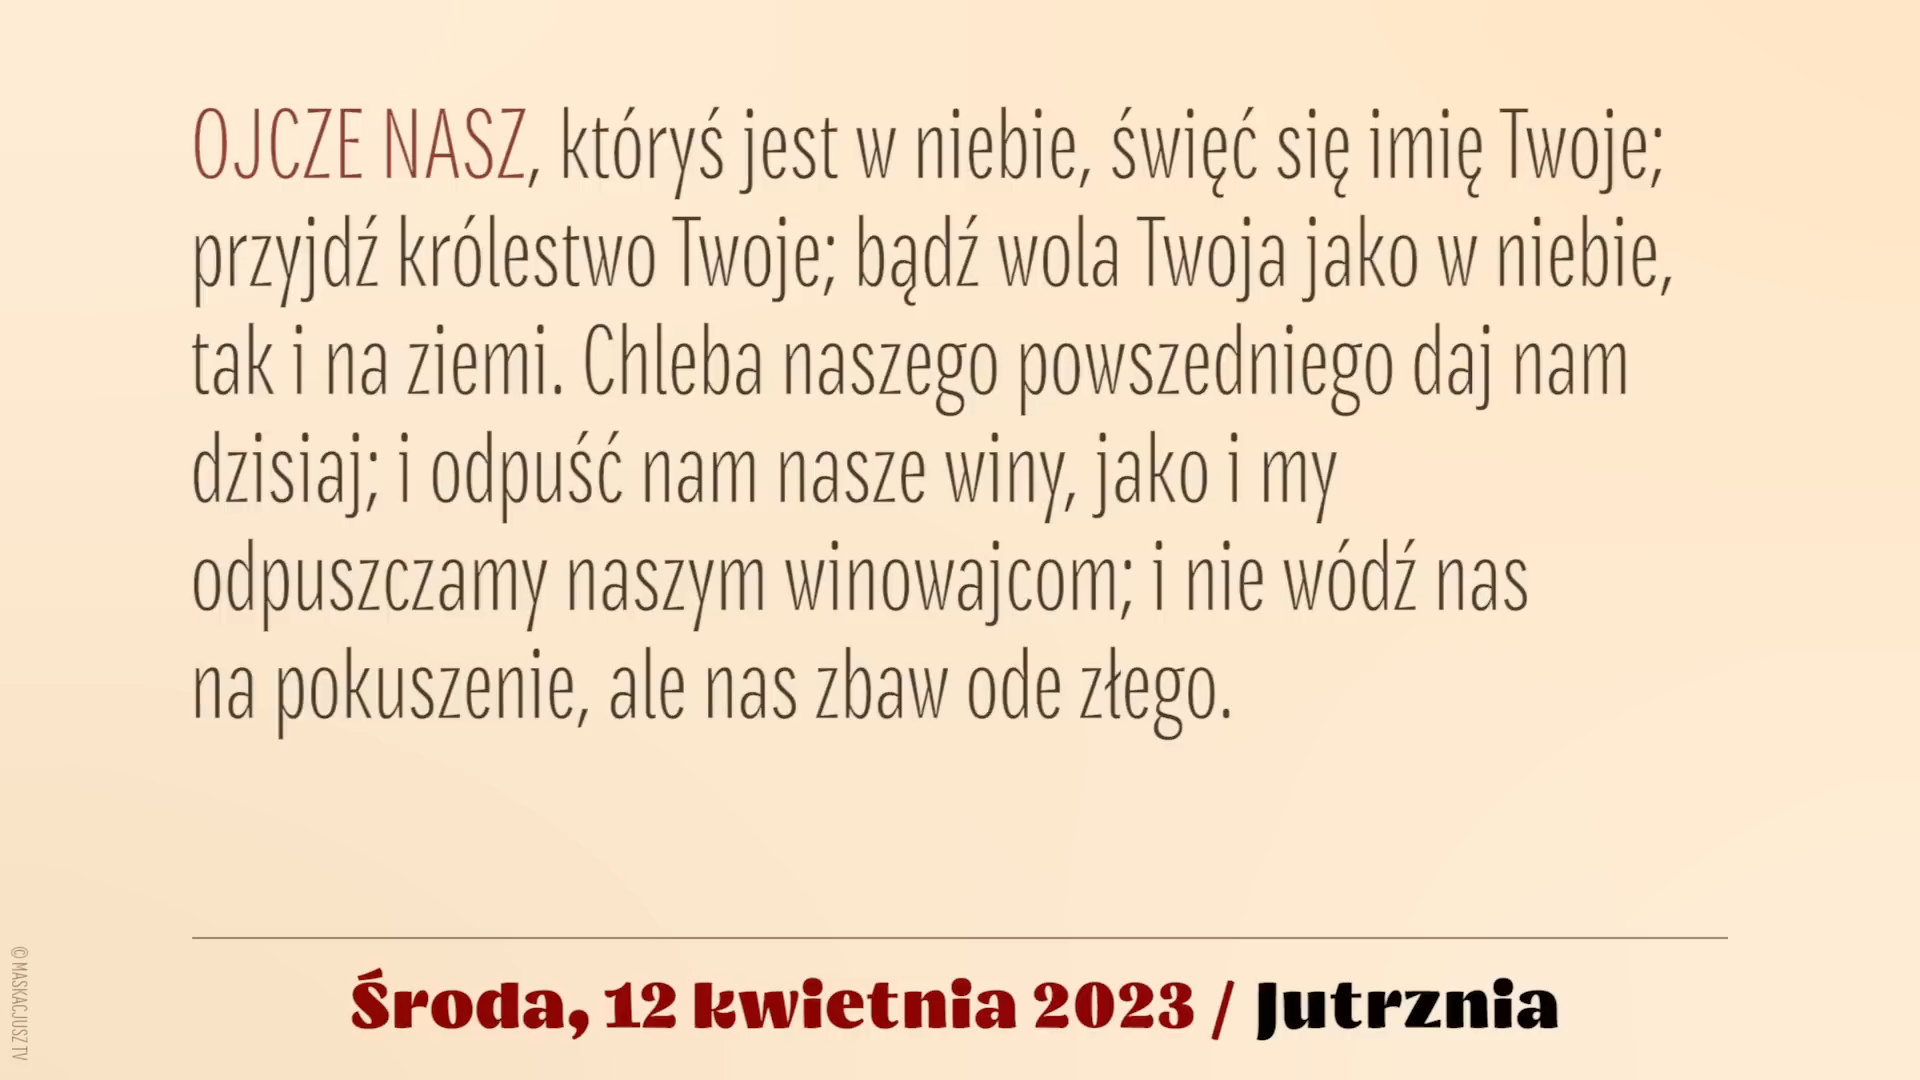 OJCZE NASZ, któryś jest w niebie, święć się imię Twoje;
przyjdź królestwo Twoje; bądź wola Twoja jako w niebie,
tak i na ziemi. Chleba naszego powszedniego daj nam
dzisiaj; i odpuść nam nasze winy, jako i my
odpuszczamy naszym winowajcom; i nie wódź nas
na pokuszenie, ale nas zbaw ode złego.
Środa, 12 kwietnia 2023 / Jutrznia
© MASKACJUSZ TV